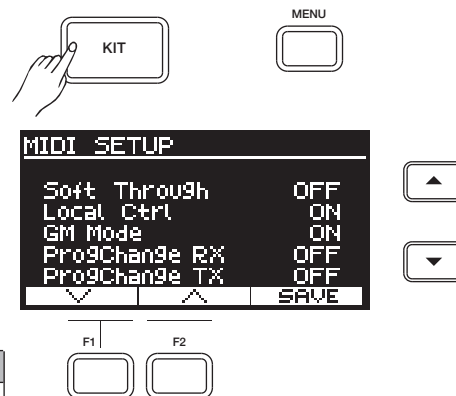 MENU
KIT
MIDI SETUP
Soft Through OFF
Local Ctrl ON
GM Mode ON
ProgChange RX OFF
ProgChange TX OFF
SAVE
F1 F2